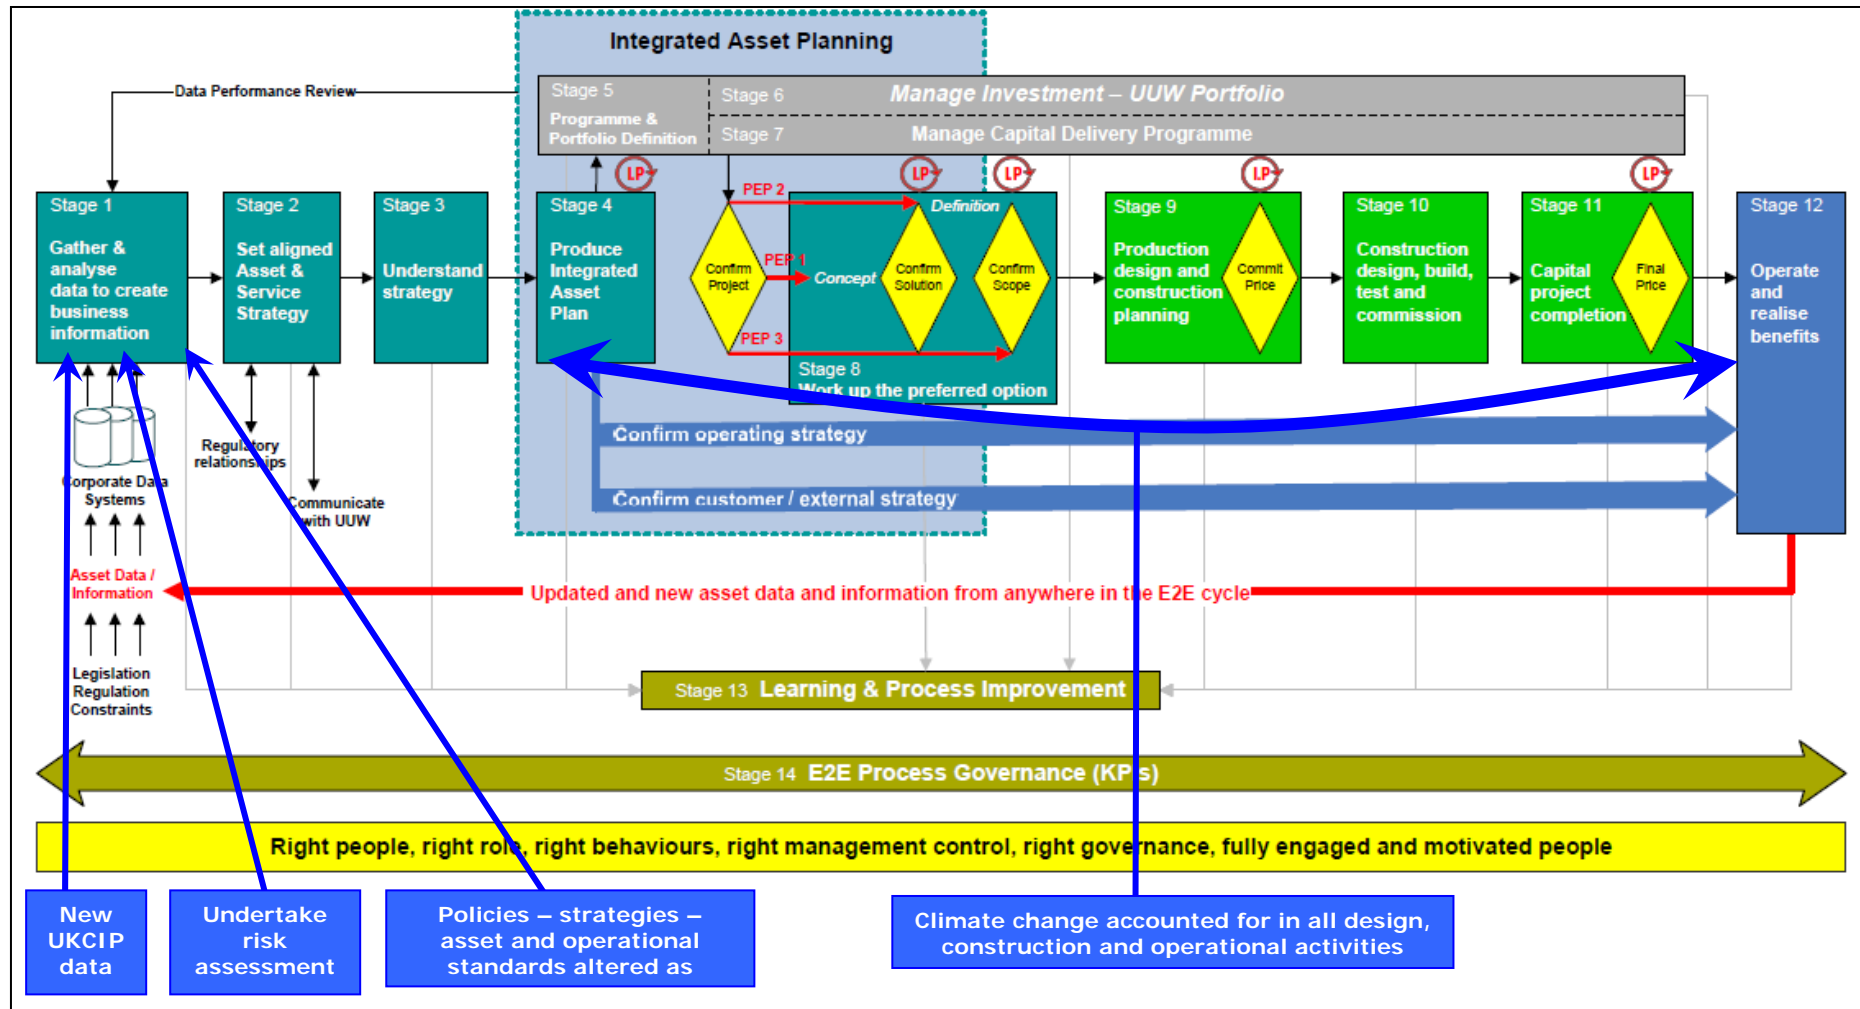 Integrated Asset Planning
Data Performance Review
Stage 5
Programme &
Portfolio Definition
Stage 6
Manage Investment – UUW Portfolio
Stage 7
Manage Capital Delivery Programme
LP
LP
LP
LP
LP
Stage 1
Gather &
analyse
data to create
business
information
Stage 2
Set aligned
Asset &
Service
Strategy
Stage 3
Understand
strategy
Stage 4
Produce
Integrated
Asset
Plan
PEP 2
PEP 1
PEP 3
Confirm
Project
Concept
Definition
Confirm
Solution
Confirm
Scope
Stage 8
Work up the preferred option
Stage 9
Production
design and
construction
planning
Commit
Price
Stage 10
Construction
design, build,
test and
commission
Stage 11
Capital
project
completion
Final
Price
Stage 12
Operate
and
realise
benefits
Corporate Data
Systems
Regulatory
relationships
Communicate
with UUW
Confirm operating strategy
Confirm customer / external strategy
Asset Data /
Information
Updated and new asset data and information from anywhere in the E2E cycle
Legislation
Regulation
Constraints
Stage 13 Learning & Process Improvement
Stage 14 E2E Process Governance (KPIs)
Right people, right role, right behaviours, right management control, right governance, fully engaged and motivated people
New
UKCIP
data
Undertake
risk
assessment
Policies – strategies –
asset and operational
standards altered as
Climate change accounted for in all design,
construction and operational activities